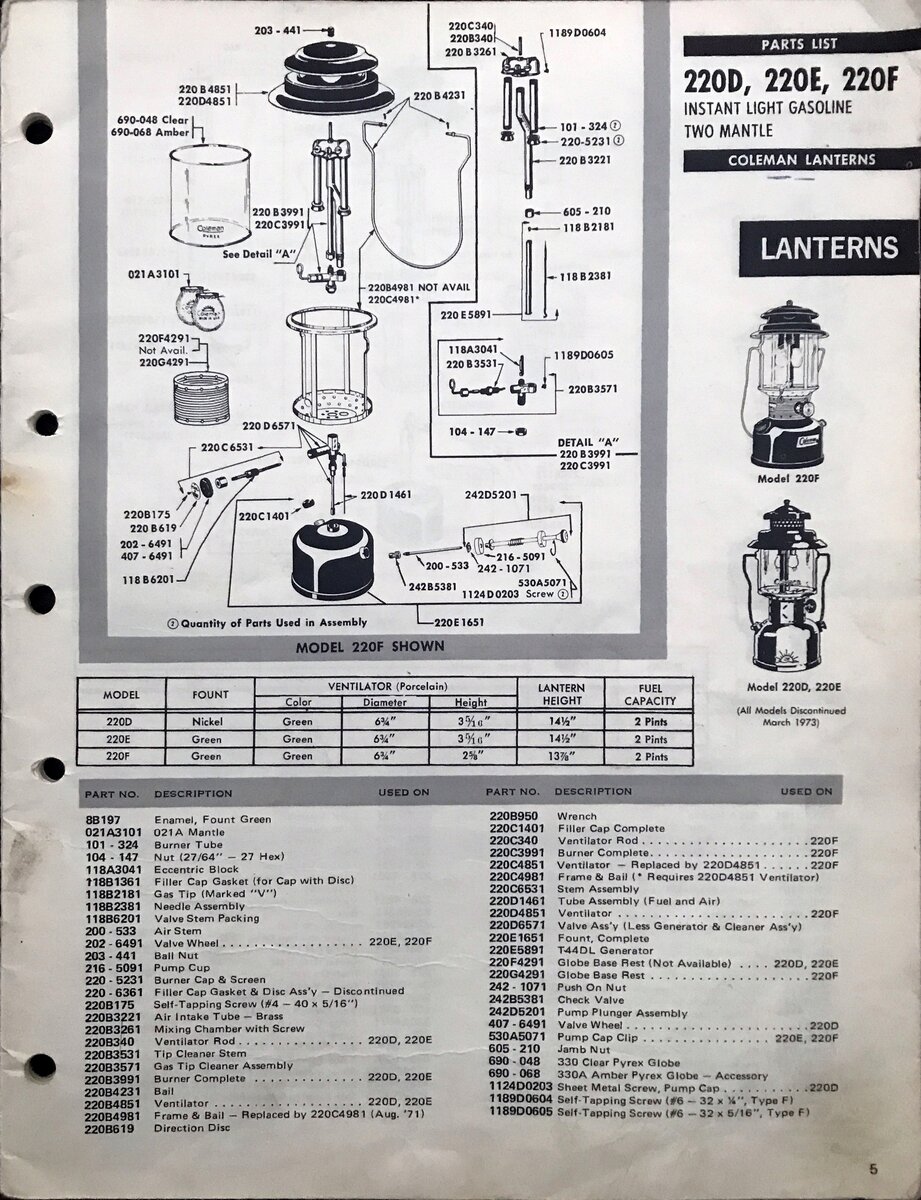 PARTS LIST
220D, 220E, 220F
INSTANT LIGHT GASOLINE
TWO MANTLE
COLEMAN LANTERNS
LANTERNS
Model 220F
Model 220D, 220E
(All Models Discontinued
March 1973)
203 - 441
220 B 4851
220D4851
690-048 Clear
690-068 Amber
Coleman
PYREX
220 B 4231
220 B 3991
220C3991
See Detail "A"
021A3101
220B4981 NOT AVAIL
220C4981*
220F4291
Not Avail.
220G4291
220 D 6571
220 C 6531
220B175
220 B 619
202 - 6491
407 - 6491
118 B6201
220C1401
220 D 1461
242D5201
216 - 5091
242 - 1071
200 - 533
242B5381
530A5071
1124D0203 Screw ②
220E1651
② Quantity of Parts Used in Assembly
220C340
220B340
220 B 3261
1189D0604
101 - 324 ②
220-5231 ②
220 B 3221
605 - 210
118 B 2181
118 B 2381
220 E 5891
118A3041
220 B 3531
1189D0605
220B3571
104 - 147
DETAIL "A"
220 B 3991
220 C 3991
MODEL 220F SHOWN
MODEL FOUNT VENTILATOR (Porcelain) LANTERN HEIGHT FUEL CAPACITY
Color Diameter Height
220D Nickel Green 6¾" 3 5/16" 14½" 2 Pints
220E Green Green 6¾" 3 5/16" 14½" 2 Pints
220F Green Green 6¾" 2⅝" 13⅞" 2 Pints
PART NO. DESCRIPTION USED ON
8B197 Enamel, Fount Green
021A3101 021A Mantle
101 - 324 Burner Tube
104 - 147 Nut (27/64" — 27 Hex)
118A3041 Eccentric Block
118B1361 Filler Cap Gasket (for Cap with Disc)
118B2181 Gas Tip (Marked "V")
118B2381 Needle Assembly
118B6201 Valve Stem Packing
200 - 533 Air Stem
202 - 6491 Valve Wheel . . . . . . . . . . . . . . . . . . 220E, 220F
203 - 441 Ball Nut
216 - 5091 Pump Cup
220 - 5231 Burner Cap & Screen
220 - 6361 Filler Cap Gasket & Disc Ass'y — Discontinued
220B175 Self-Tapping Screw (#4 — 40 x 5/16")
220B3221 Air Intake Tube — Brass
220B3261 Mixing Chamber with Screw
220B340 Ventilator Rod . . . . . . . . . . . . . . . . 220D, 220E
220B3531 Tip Cleaner Stem
220B3571 Gas Tip Cleaner Assembly
220B3991 Burner Complete . . . . . . . . . . . . . . 220D, 220E
220B4231 Bail
220B4851 Ventilator . . . . . . . . . . . . . . . . . . . 220D, 220E
220B4981 Frame & Bail — Replaced by 220C4981 (Aug. '71)
220B619 Direction Disc
PART NO. DESCRIPTION USED ON
220B950 Wrench
220C1401 Filler Cap Complete
220C340 Ventilator Rod . . . . . . . . . . . . . . . . . . . . . 220F
220C3991 Burner Complete. . . . . . . . . . . . . . . . . . . . 220F
220C4851 Ventilator — Replaced by 220D4851 . . . . . . 220F
220C4981 Frame & Bail (* Requires 220D4851 Ventilator)
220C6531 Stem Assembly
220D1461 Tube Assembly (Fuel and Air)
220D4851 Ventilator . . . . . . . . . . . . . . . . . . . . . . . . 220F
220D6571 Valve Ass'y (Less Generator & Cleaner Ass'y)
220E1651 Fount, Complete
220E5891 T-44DL Generator
220F4291 Globe Base Rest (Not Available) . . . . 220D, 220E
220G4291 Globe Base Rest . . . . . . . . . . . . . . . . . . . . 220F
242 - 1071 Push On Nut
242B5381 Check Valve
242D5201 Pump Plunger Assembly
407 - 6491 Valve Wheel . . . . . . . . . . . . . . . . . . . . . . . 220D
530A5071 Pump Cap Clip . . . . . . . . . . . . . . . . 220E, 220F
605 - 210 Jamb Nut
690 - 048 330 Clear Pyrex Globe
690 - 068 330A Amber Pyrex Globe — Accessory
1124D0203 Sheet Metal Screw, Pump Cap . . . . . . . . . . 220D
1189D0604 Self-Tapping Screw (#6 — 32 x ¼", Type F)
1189D0605 Self-Tapping Screw (#6 — 32 x 5/16", Type F)
5